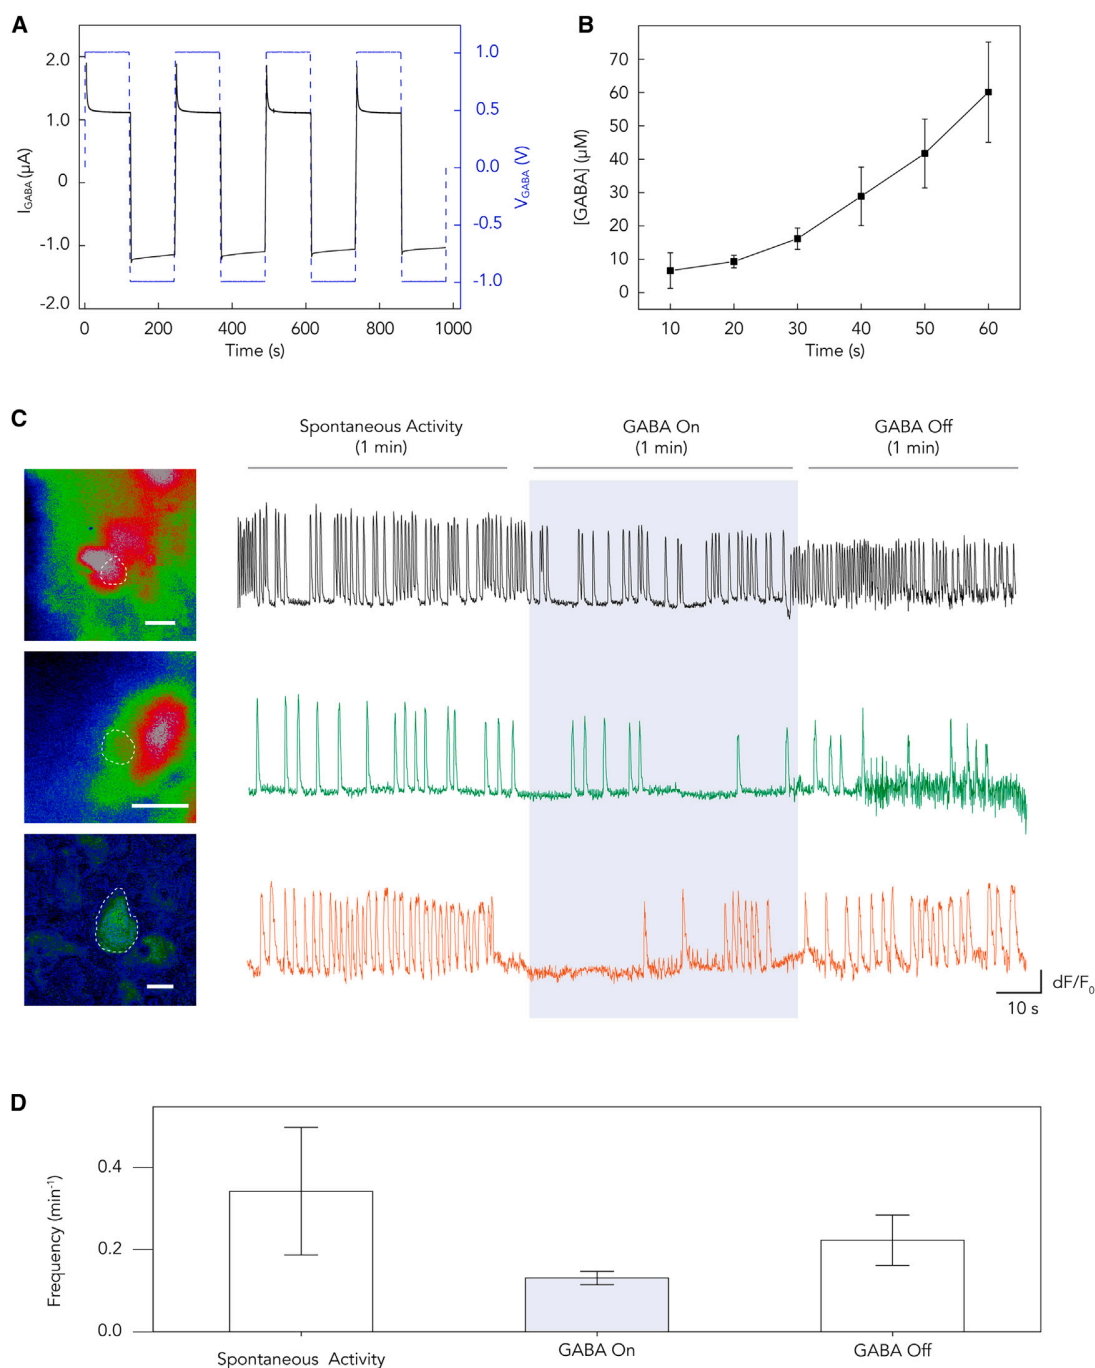 A
2.0
1.0
0
-1.0
-2.0
I_GABA (µA)
1.0
0.5
0.0
-0.5
-1.0
V_GABA (V)
0 200 400 600 800 1000
Time (s)
B
70
60
50
40
30
20
10
0
[GABA] (µM)
10 20 30 40 50 60
Time (s)
C
Spontaneous Activity
(1 min)
GABA On
(1 min)
GABA Off
(1 min)
dF/F₀
10 s
D
0.4
0.2
0.0
Frequency (min⁻¹)
Spontaneous Activity
GABA On
GABA Off